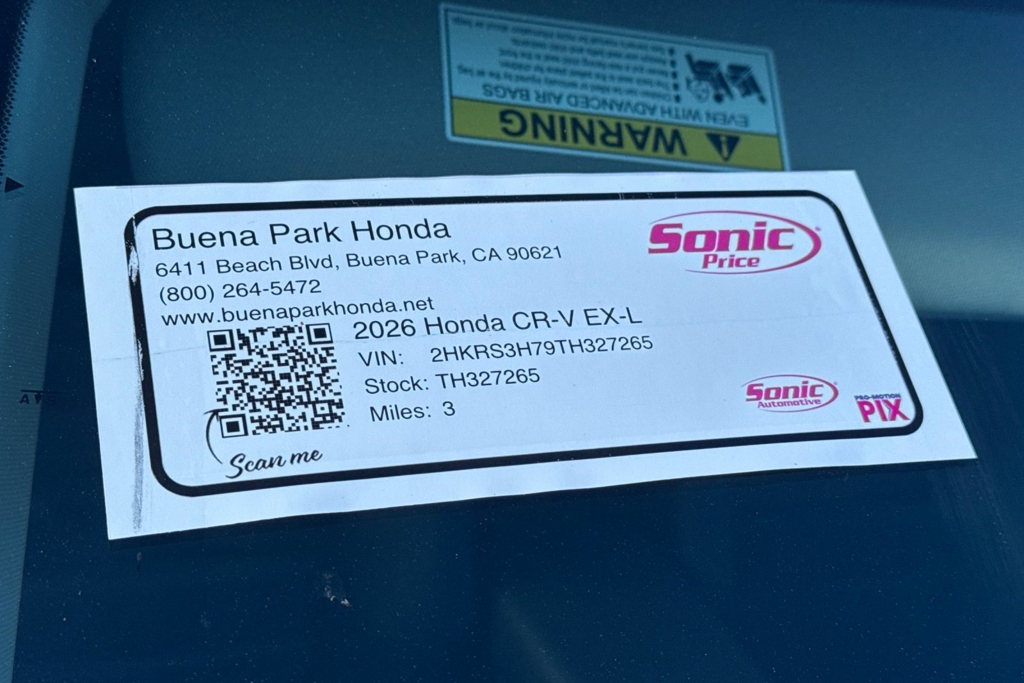 WARNING
EVEN WITH ADVANCED AIR BAGS
Buena Park Honda
6411 Beach Blvd, Buena Park, CA 90621
(800) 264-5472
www.buenaparkhonda.net
Sonic
Price
2026 Honda CR-V EX-L
VIN: 2HKRS3H79TH327265
Stock: TH327265
Miles: 3
Scan me
Sonic
Automotive
PRO-MOTION
PIX